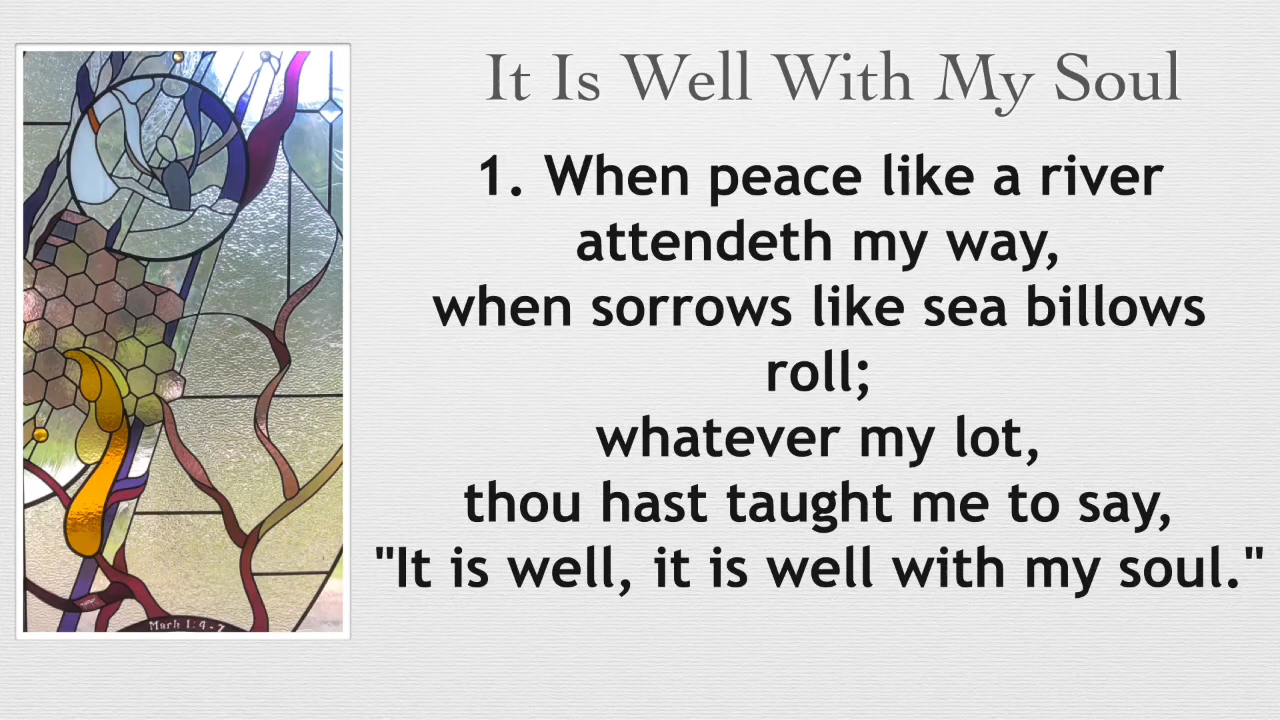 It Is Well With My Soul
1. When peace like a river
attendeth my way,
when sorrows like sea billows
roll;
whatever my lot,
thou hast taught me to say,
"It is well, it is well with my soul."
Mark 1:4-7